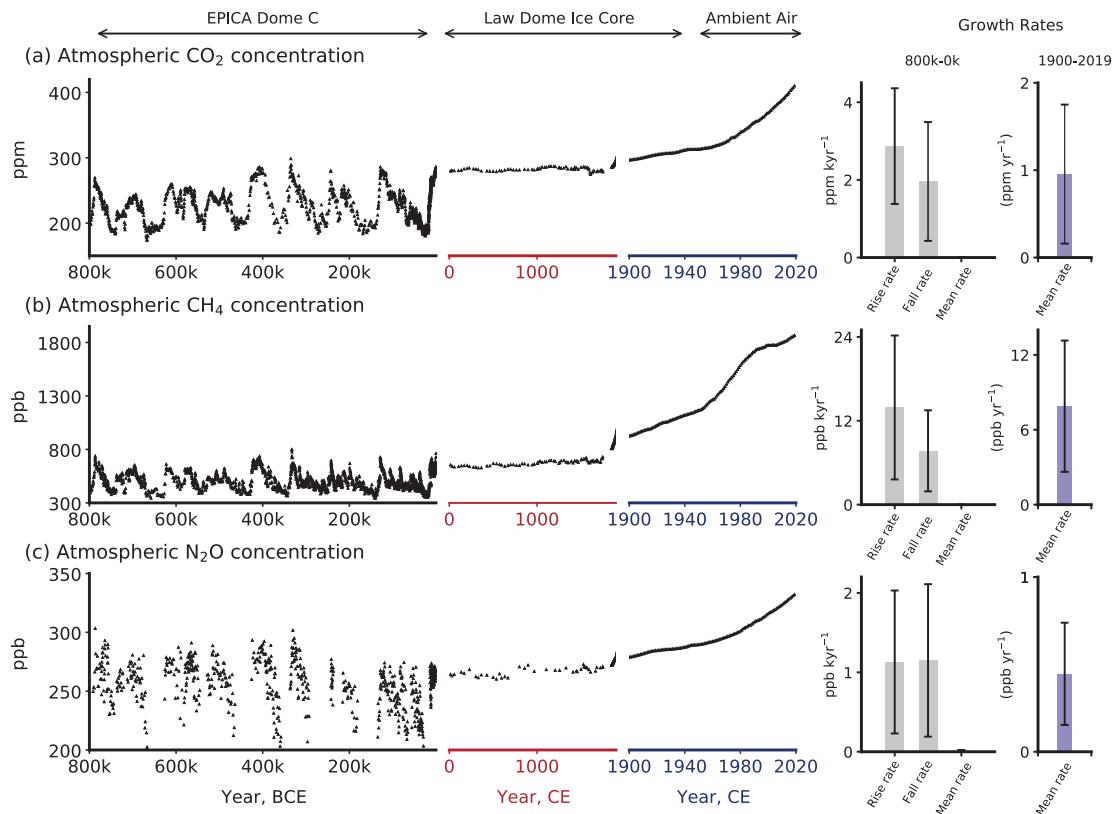 EPICA Dome C
Law Dome Ice Core
Ambient Air
Growth Rates
(a) Atmospheric CO₂ concentration
800k-0k
1900-2019
400
300
200
ppm
800k
600k
400k
200k
0
1000
1900
1940
1980
2020
4
2
0
ppm kyr⁻¹
Rise rate
Fall rate
Mean rate
2
1
0
(ppm yr⁻¹)
Mean rate
(b) Atmospheric CH₄ concentration
1800
1300
800
300
ppb
800k
600k
400k
200k
0
1000
1900
1940
1980
2020
24
12
0
ppb kyr⁻¹
Rise rate
Fall rate
Mean rate
12
6
0
(ppb yr⁻¹)
Mean rate
(c) Atmospheric N₂O concentration
350
300
250
200
ppb
800k
600k
400k
200k
0
1000
1900
1940
1980
2020
Year, BCE
Year, CE
Year, CE
2
1
0
ppb kyr⁻¹
Rise rate
Fall rate
Mean rate
1
0
(ppb yr⁻¹)
Mean rate